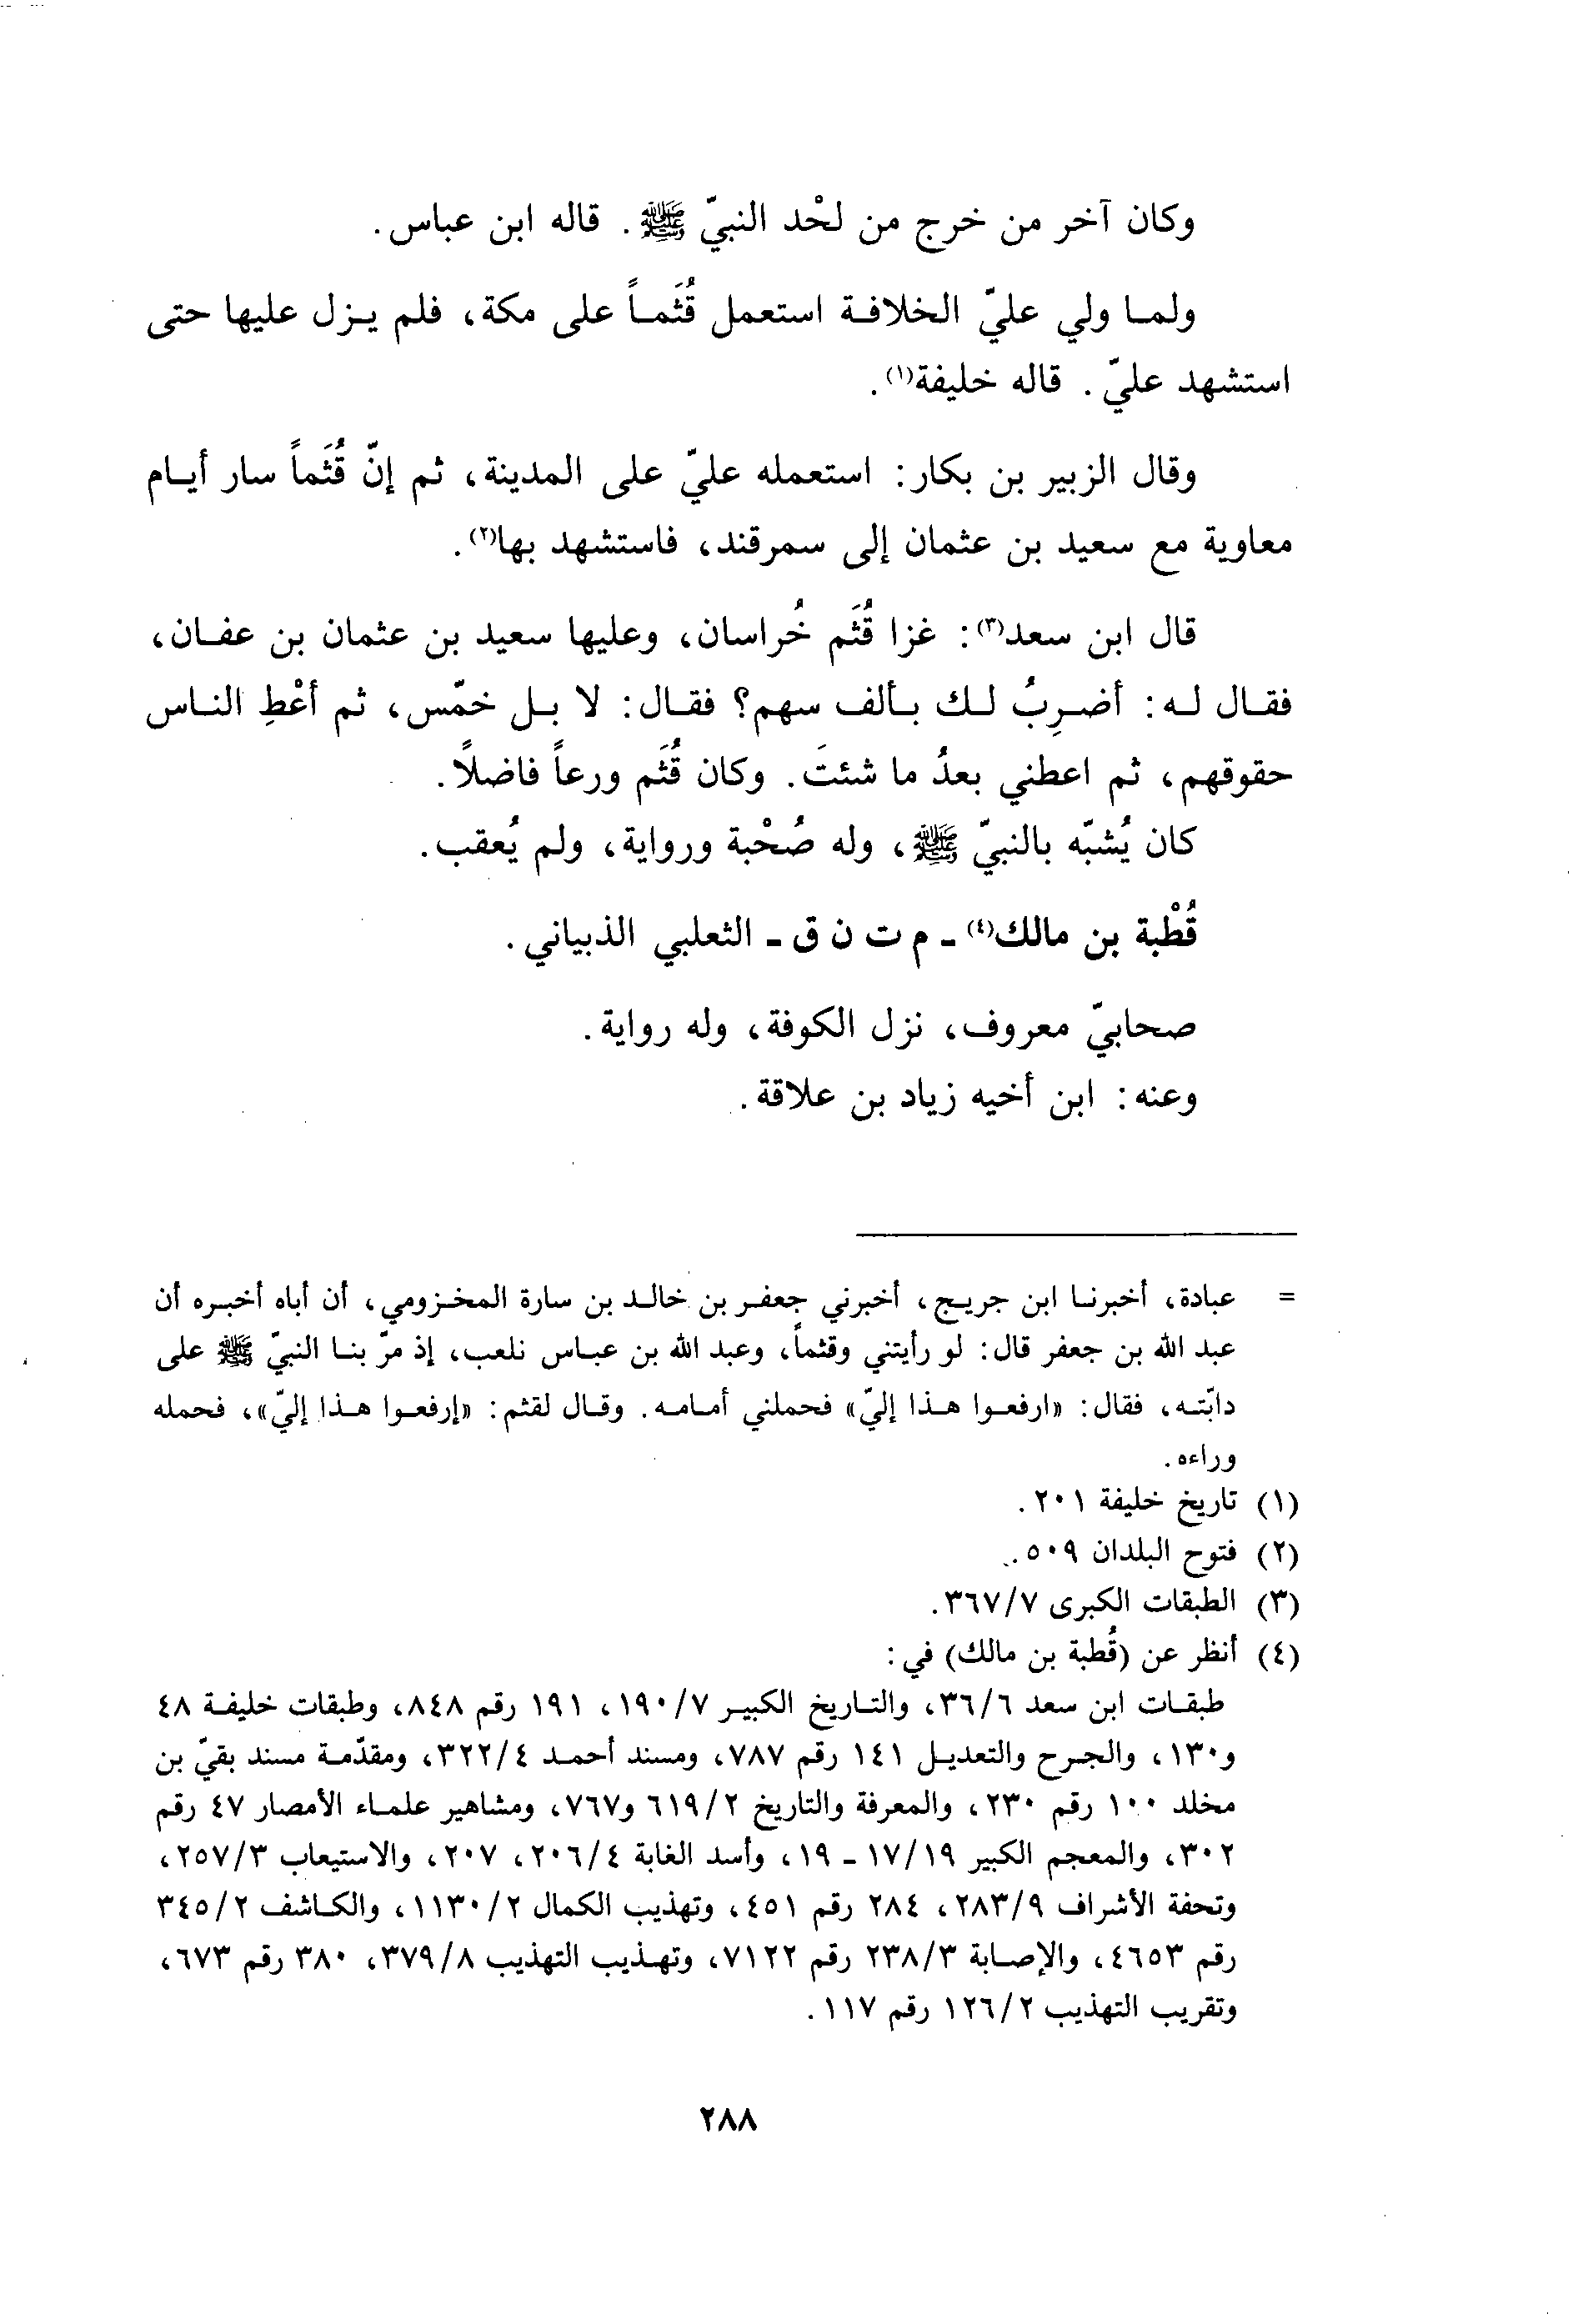 وكان آخر من خرج من لحْد النبيّ ﷺ. قاله ابن عباس.
ولما ولي عليّ الخلافة استعمل قُثَماً على مكة، فلم يزل عليها حتى
استشهد عليّ. قاله خليفة(١).
وقال الزبير بن بكار: استعمله عليّ على المدينة، ثم إنّ قُثَماً سار أيام
معاوية مع سعيد بن عثمان إلى سمرقند، فاستشهد بها(٢).
قال ابن سعد(٣): غزا قُثَم خُراسان، وعليها سعيد بن عثمان بن عفان،
فقال له: أضرِبُ لك بألف سهم؟ فقال: لا بل خمّس، ثم أعْطِ الناس
حقوقهم، ثم اعطني بعدُ ما شئتَ. وكان قُثَم ورعاً فاضلاً.
كان يُشبّه بالنبيّ ﷺ، وله صُحْبة ورواية، ولم يُعقب.
قُطْبة بن مالك(٤) ـ م ت ن ق ـ الثعلبي الذبياني.
صحابيّ معروف، نزل الكوفة، وله رواية.
وعنه: ابن أخيه زياد بن علاقة.
= عبادة، أخبرنا ابن جريج، أخبرني جعفر بن خالد بن سارة المخزومي، أن أباه أخبره أن
عبد الله بن جعفر قال: لو رأيتني وقثماً، وعبد الله بن عباس نلعب، إذ مرّ بنا النبيّ ﷺ على
دابّته، فقال: «ارفعوا هذا إليّ» فحملني أمامه. وقال لقثم: «إرفعوا هذا إليّ»، فحمله
وراءه.
(١) تاريخ خليفة ٢٠١.
(٢) فتوح البلدان ٥٠٩.
(٣) الطبقات الكبرى ٣٦٧/٧.
(٤) أنظر عن (قُطبة بن مالك) في:
طبقات ابن سعد ٣٦/٦، والتاريخ الكبير ١٩٠/٧، ١٩١ رقم ٨٤٨، وطبقات خليفة ٤٨
و١٣٠، والجرح والتعديل ١٤١ رقم ٧٨٧، ومسند أحمد ٣٢٢/٤، ومقدّمة مسند بقيّ بن
مخلد ١٠٠ رقم ٢٣٠، والمعرفة والتاريخ ٦١٩/٢ و٧٦٧، ومشاهير علماء الأمصار ٤٧ رقم
٣٠٢، والمعجم الكبير ١٧/١٩ ـ ١٩، وأسد الغابة ٢٠٦/٤، ٢٠٧، والاستيعاب ٢٥٧/٣،
وتحفة الأشراف ٢٨٣/٩، ٢٨٤ رقم ٤٥١، وتهذيب الكمال ١١٣٠/٢، والكاشف ٣٤٥/٢
رقم ٤٦٥٣، والإصابة ٢٣٨/٣ رقم ٧١٢٢، وتهذيب التهذيب ٣٧٩/٨، ٣٨٠ رقم ٦٧٣،
وتقريب التهذيب ١٢٦/٢ رقم ١١٧.
٢٨٨